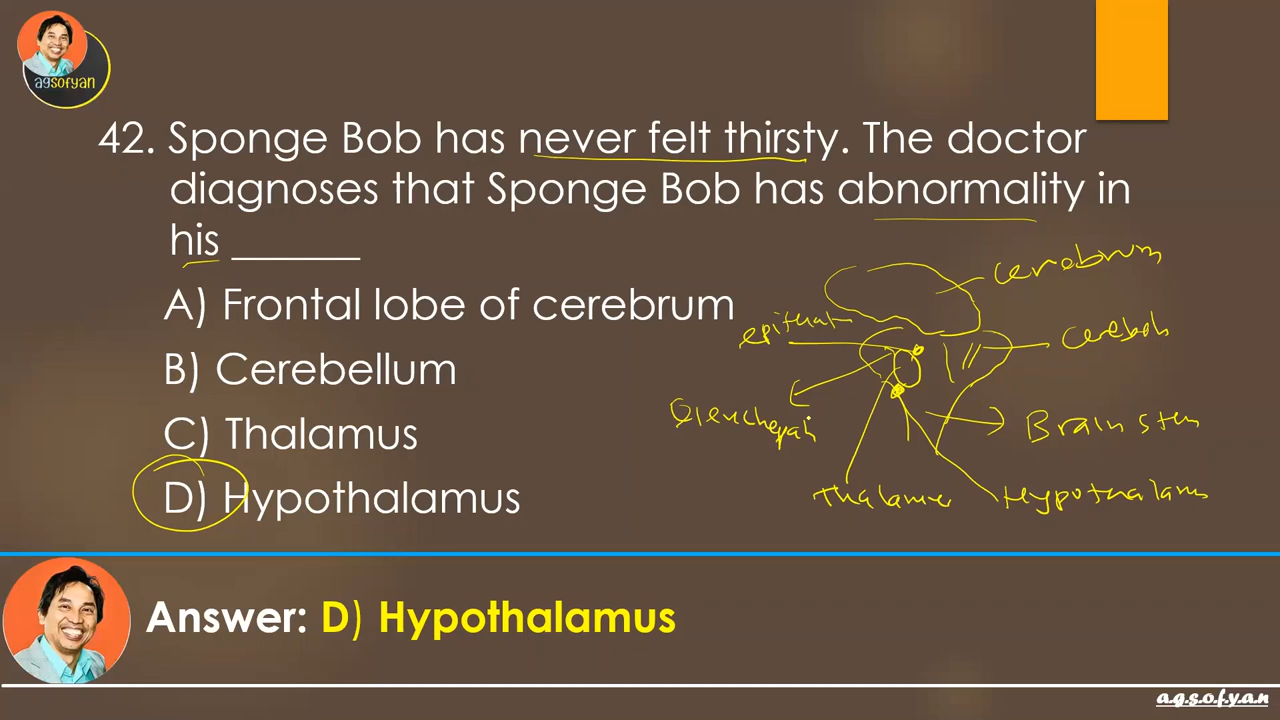 agsofyan
42. Sponge Bob has never felt thirsty. The doctor
diagnoses that Sponge Bob has abnormality in
his ______
A) Frontal lobe of cerebrum
B) Cerebellum
C) Thalamus
D) Hypothalamus
cerebrum
epithal
Brain stem
Hypothalamus
Answer: D) Hypothalamus
a.g.s.o.f.y.a.n